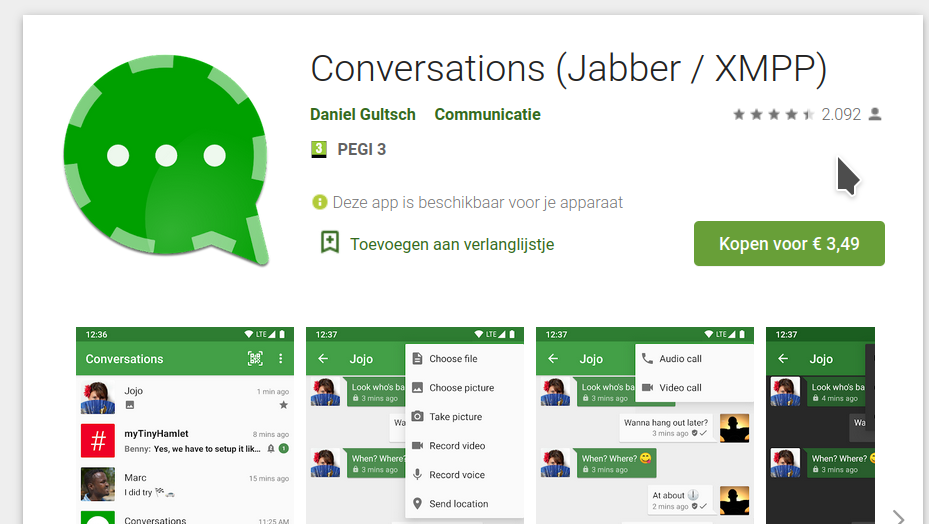 Conversations (Jabber / XMPP)
Daniel Gultsch Communicatie
2.092
3 PEGI 3
Deze app is beschikbaar voor je apparaat
Toevoegen aan verlanglijstje
Kopen voor € 3,49
12:36 LTE
Conversations
Jojo 1 min ago
# myTinyHamlet 8 mins ago
Benny: Yes, we have to setup it lik... 1
Marc 15 mins ago
I did try 🏁🚗
Conversations 11:25 AM
12:37 LTE
Jojo
Choose file
Choose picture
Take picture
Record video
Record voice
Send location
Look who's ba
3 mins ago
Wa
When? Where?
3 mins ago
12:37 LTE
Jojo
Audio call
Video call
Look who's ba
3 mins ago
Wanna hang out later?
3 mins ago
When? Where? 😋
3 mins ago
At about
2 mins ago
12:37
Jojo
Look who's ba
4 mins ago
Wa
When? Where?
3 mins ago